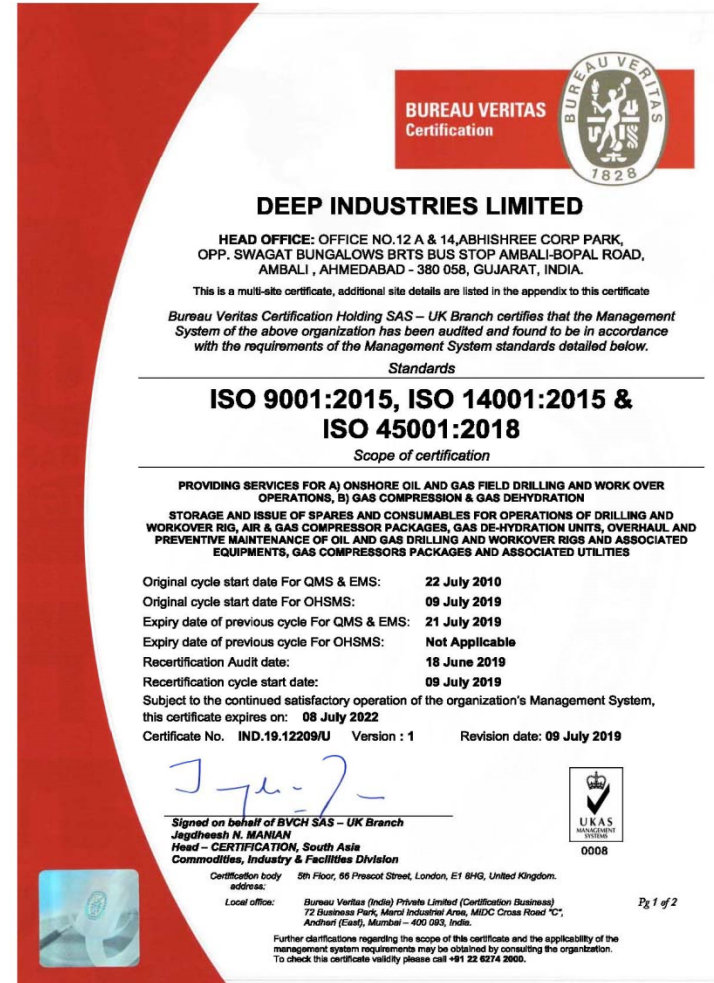 BUREAU VERITAS
Certification
BUREAU VERITAS
1828
DEEP INDUSTRIES LIMITED
HEAD OFFICE: OFFICE NO.12 A & 14,ABHISHREE CORP PARK,
OPP. SWAGAT BUNGALOWS BRTS BUS STOP AMBALI-BOPAL ROAD,
AMBALI , AHMEDABAD - 380 058, GUJARAT, INDIA.
This is a multi-site certificate, additional site details are listed in the appendix to this certificate
Bureau Veritas Certification Holding SAS – UK Branch certifies that the Management
System of the above organization has been audited and found to be in accordance
with the requirements of the Management System standards detailed below.
Standards
ISO 9001:2015, ISO 14001:2015 &
ISO 45001:2018
Scope of certification
PROVIDING SERVICES FOR A) ONSHORE OIL AND GAS FIELD DRILLING AND WORK OVER
OPERATIONS, B) GAS COMPRESSION & GAS DEHYDRATION
STORAGE AND ISSUE OF SPARES AND CONSUMABLES FOR OPERATIONS OF DRILLING AND
WORKOVER RIG, AIR & GAS COMPRESSOR PACKAGES, GAS DE-HYDRATION UNITS, OVERHAUL AND
PREVENTIVE MAINTENANCE OF OIL AND GAS DRILLING AND WORKOVER RIGS AND ASSOCIATED
EQUIPMENTS, GAS COMPRESSORS PACKAGES AND ASSOCIATED UTILITIES
Original cycle start date For QMS & EMS: 22 July 2010
Original cycle start date For OHSMS: 09 July 2019
Expiry date of previous cycle For QMS & EMS: 21 July 2019
Expiry date of previous cycle For OHSMS: Not Applicable
Recertification Audit date: 18 June 2019
Recertification cycle start date: 09 July 2019
Subject to the continued satisfactory operation of the organization's Management System,
this certificate expires on: 08 July 2022
Certificate No. IND.19.12209/U Version : 1 Revision date: 09 July 2019
Signed on behalf of BVCH SAS – UK Branch
Jagdheesh N. MANIAN
Head – CERTIFICATION, South Asia
Commodities, Industry & Facilities Division
UKAS
MANAGEMENT
SYSTEMS
0008
Certification body address: 5th Floor, 66 Prescot Street, London, E1 8HG, United Kingdom.
Local office: Bureau Veritas (India) Private Limited (Certification Business)
72 Business Park, Marol Industrial Area, MIDC Cross Road "C",
Andheri (East), Mumbai – 400 093, India.
Pg 1 of 2
Further clarifications regarding the scope of this certificate and the applicability of the
management system requirements may be obtained by consulting the organization.
To check this certificate validity please call +91 22 6274 2000.